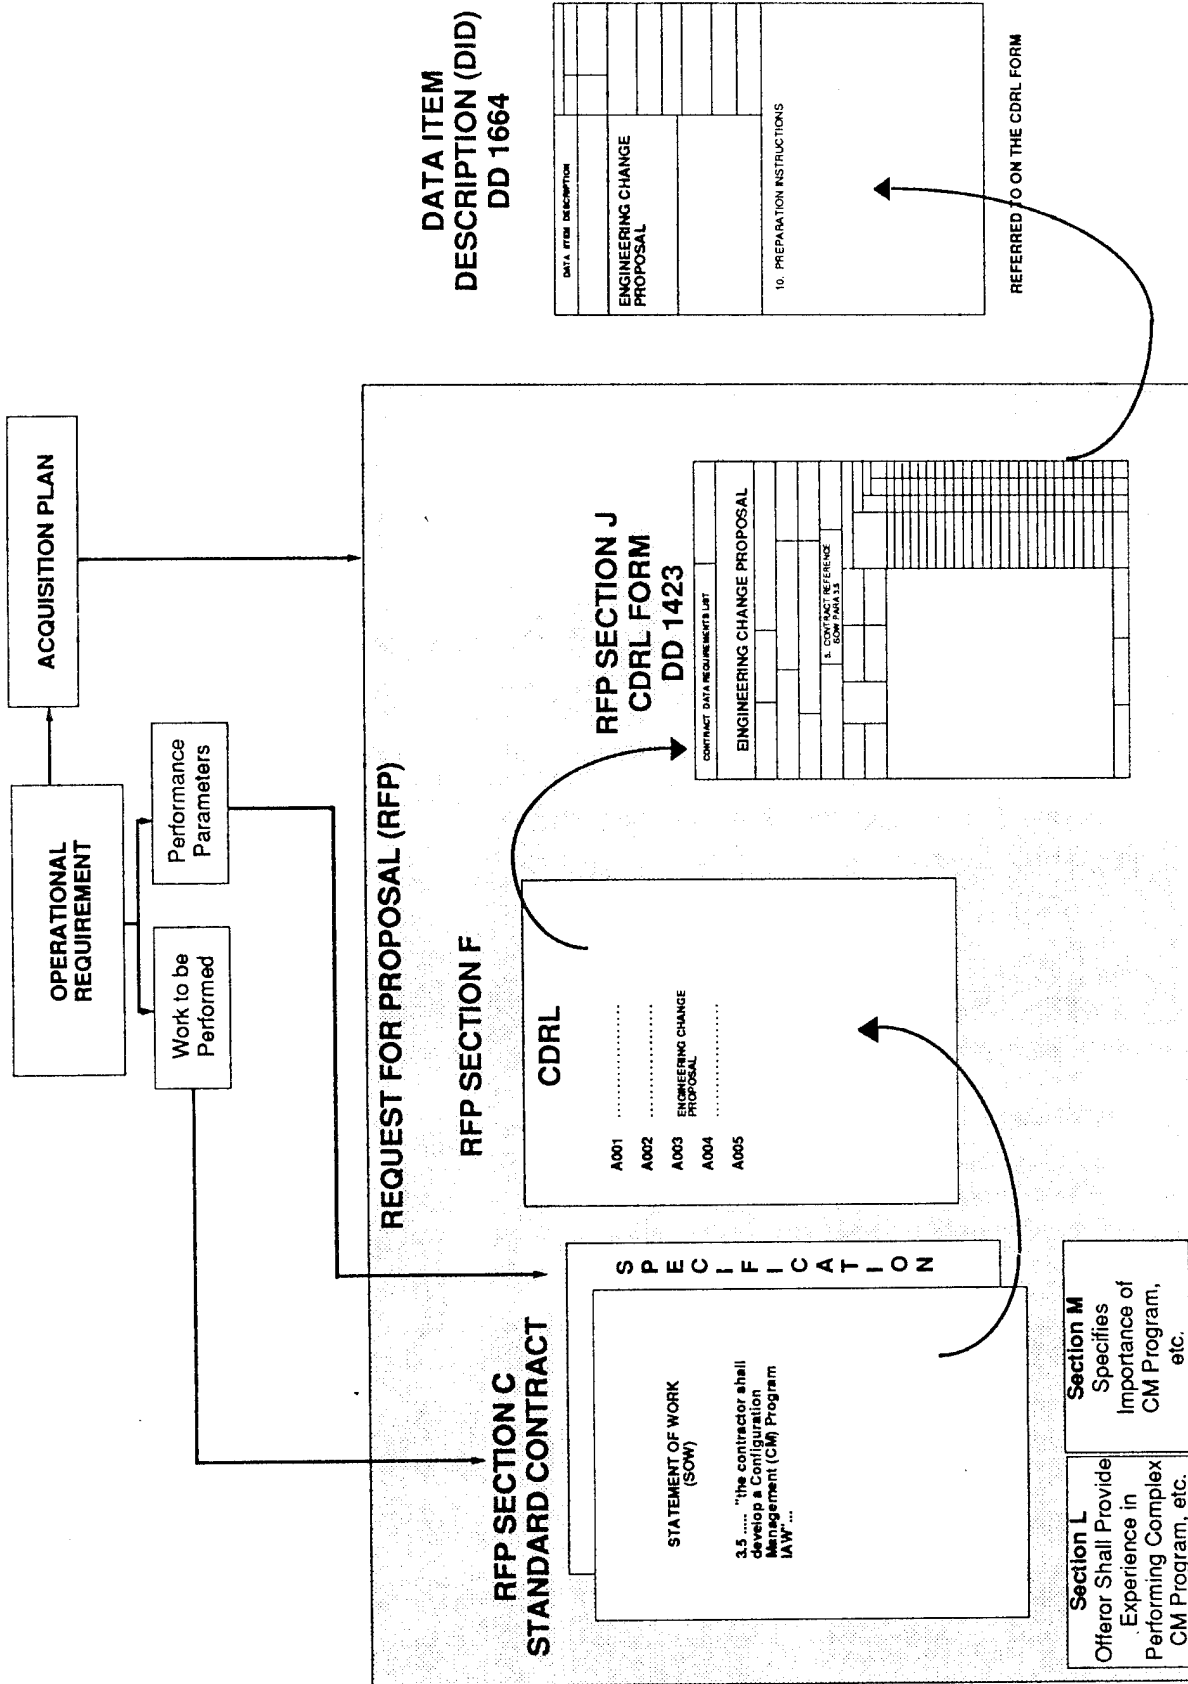 OPERATIONAL
REQUIREMENT
ACQUISITION PLAN
Work to be
Performed
Performance
Parameters
REQUEST FOR PROPOSAL (RFP)
RFP SECTION C
STANDARD CONTRACT
STATEMENT OF WORK
(SOW)
3.5 ..... "the contractor shall
develop a Configuration
Management (CM) Program
IAW"...
S P E C I F I C A T I O N
Section L
Offeror Shall Provide
Experience in
Performing Complex
CM Program, etc.
Section M
Specifies
Importance of
CM Program,
etc.
RFP SECTION F
CDRL
A001 ....................
A002 ....................
A003 ENGINEERING CHANGE
PROPOSAL
A004 ....................
A005
RFP SECTION J
CDRL FORM
DD 1423
CONTRACT DATA REQUIREMENTS LIST
EINGINEERING CHANGE PROPOSAL
5. CONTRACT REFERENCE
SOW PARA 3.5
DATA ITEM
DESCRIPTION (DID)
DD 1664
DATA ITEM DESCRIPTION
ENGINEERING CHANGE
PROPOSAL
10. PREPARATION INSTRUCTIONS
REFERRED TO ON THE CDRL FORM